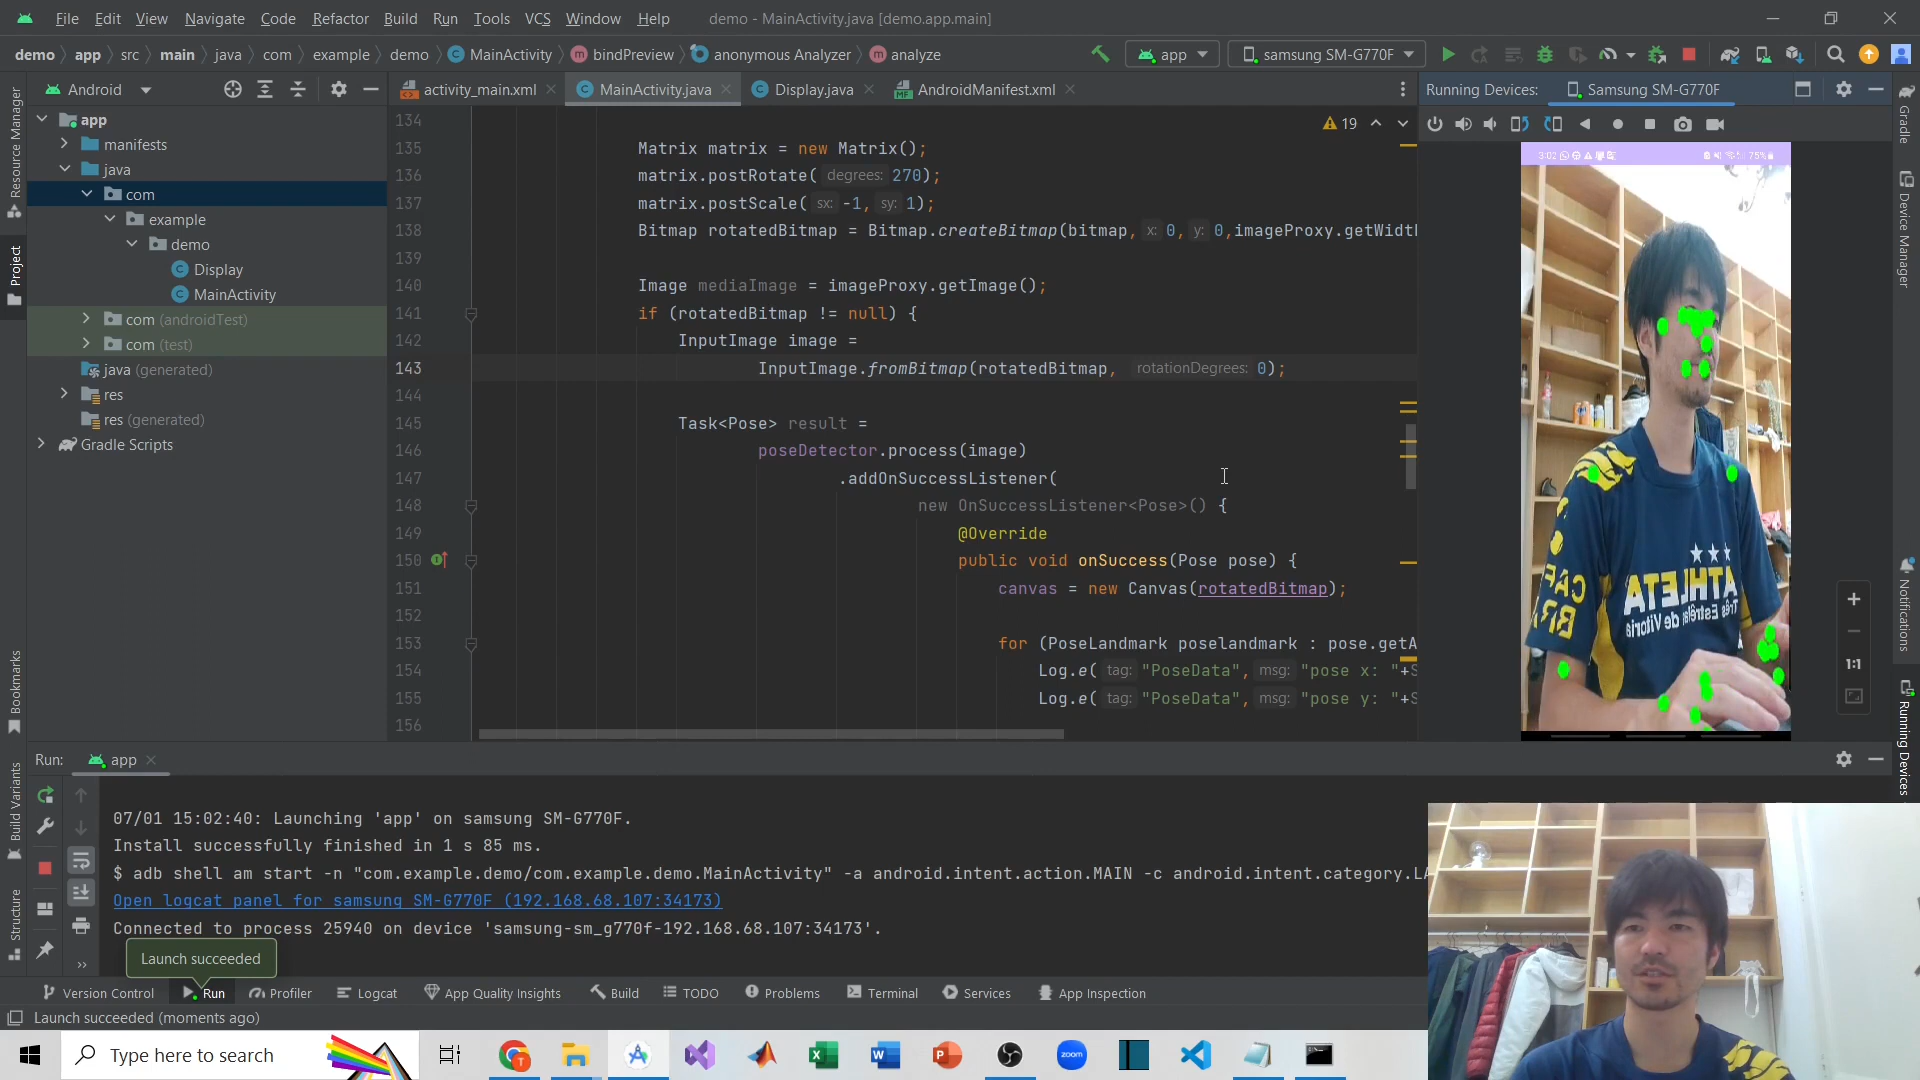 File Edit View Navigate Code Refactor Build Run Tools VCS Window Help demo - MainActivity.java [demo.app.main]
demo app src main java com example demo MainActivity bindPreview anonymous Analyzer analyze app samsung SM-G770F
Android
activity_main.xml MainActivity.java Display.java AndroidManifest.xml
Running Devices: Samsung SM-G770F
Resource Manager
Project
Bookmarks
Build Variants
Structure
app
manifests
java
com
example
demo
Display
MainActivity
com (androidTest)
com (test)
java (generated)
res
res (generated)
Gradle Scripts
19
134
135 Matrix matrix = new Matrix();
136 matrix.postRotate( degrees: 270);
137 matrix.postScale( sx: -1, sy: 1);
138 Bitmap rotatedBitmap = Bitmap.createBitmap(bitmap, x: 0, y: 0,imageProxy.getWidth
139
140 Image mediaImage = imageProxy.getImage();
141 if (rotatedBitmap != null) {
142 InputImage image =
143 InputImage.fromBitmap(rotatedBitmap, rotationDegrees: 0);
144
145 Task<Pose> result =
146 poseDetector.process(image)
147 .addOnSuccessListener(
148 new OnSuccessListener<Pose>() {
149 @Override
150 public void onSuccess(Pose pose) {
151 canvas = new Canvas(rotatedBitmap);
152
153 for (PoseLandmark poselandmark : pose.getA
154 Log.e( tag: "PoseData", msg: "pose x: "+S
155 Log.e( tag: "PoseData", msg: "pose y: "+S
156
3:02 75%
ATHLETA
Três Estrelas de Vitoria
1:1
Gradle
Device Manager
Notifications
Running Devices
Run: app
07/01 15:02:40: Launching 'app' on samsung SM-G770F.
Install successfully finished in 1 s 85 ms.
$ adb shell am start -n "com.example.demo/com.example.demo.MainActivity" -a android.intent.action.MAIN -c android.intent.category.LA
Open logcat panel for samsung SM-G770F (192.168.68.107:34173)
Connected to process 25940 on device 'samsung-sm_g770f-192.168.68.107:34173'.
Launch succeeded
Version Control Run Profiler Logcat App Quality Insights Build TODO Problems Terminal Services App Inspection
Launch succeeded (moments ago)
Type here to search
zoom